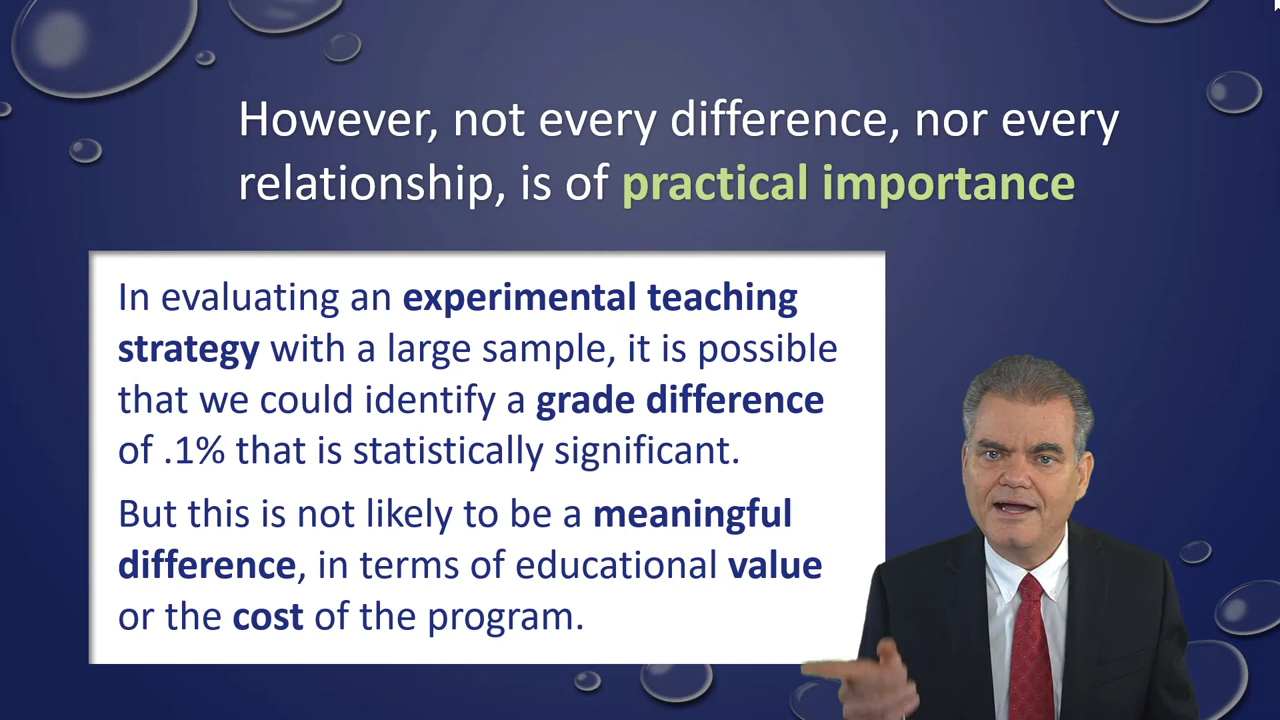 However, not every difference, nor every
relationship, is of practical importance
In evaluating an experimental teaching
strategy with a large sample, it is possible
that we could identify a grade difference
of .1% that is statistically significant.
But this is not likely to be a meaningful
difference, in terms of educational value
or the cost of the program.